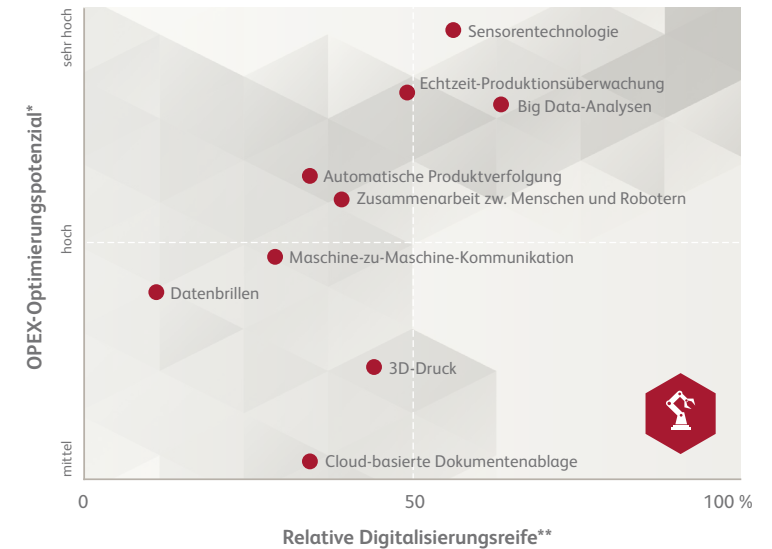 sehr hoch
Sensorentechnologie
Echtzeit-Produktionsüberwachung
Big Data-Analysen
OPEX-Optimierungspotenzial*
Automatische Produktverfolgung
Zusammenarbeit zw. Menschen und Robotern
hoch
Maschine-zu-Maschine-Kommunikation
Datenbrillen
3D-Druck
mittel
Cloud-basierte Dokumentenablage
0
50
100 %
Relative Digitalisierungsreife**